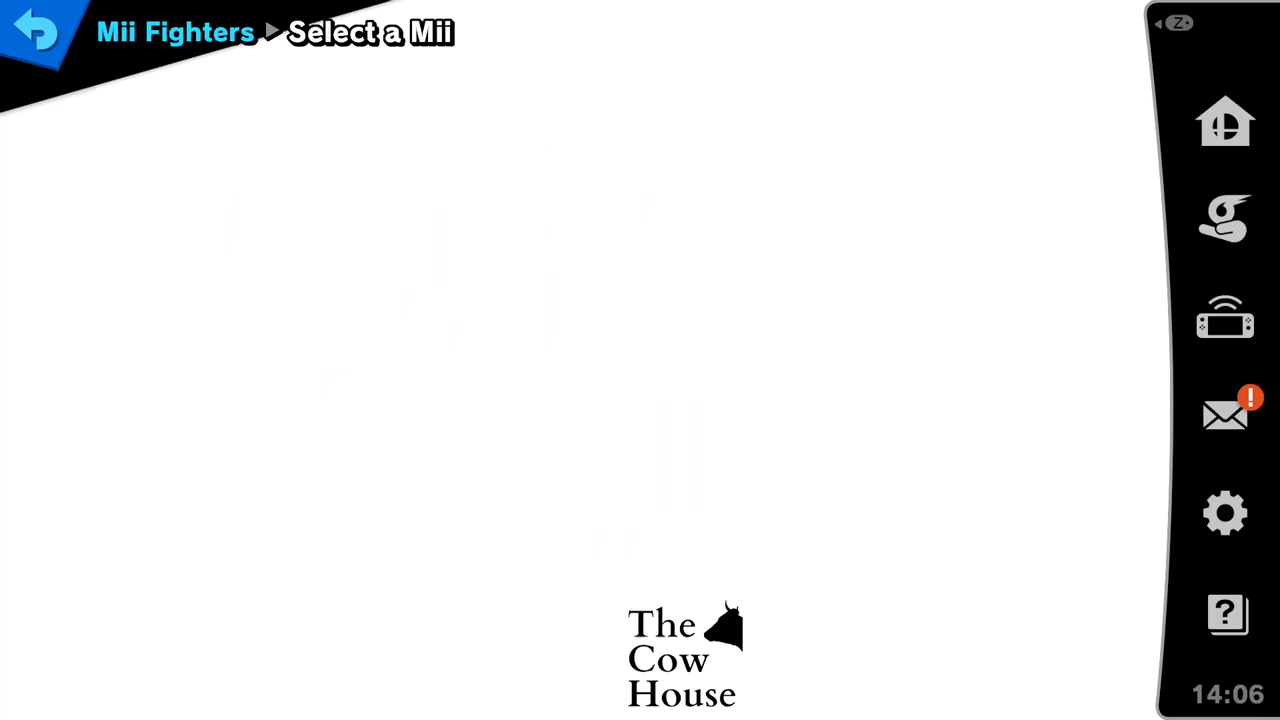 Mii Fighters ▶ Select a Mii
Z
!
?
14:06
The
Cow
House